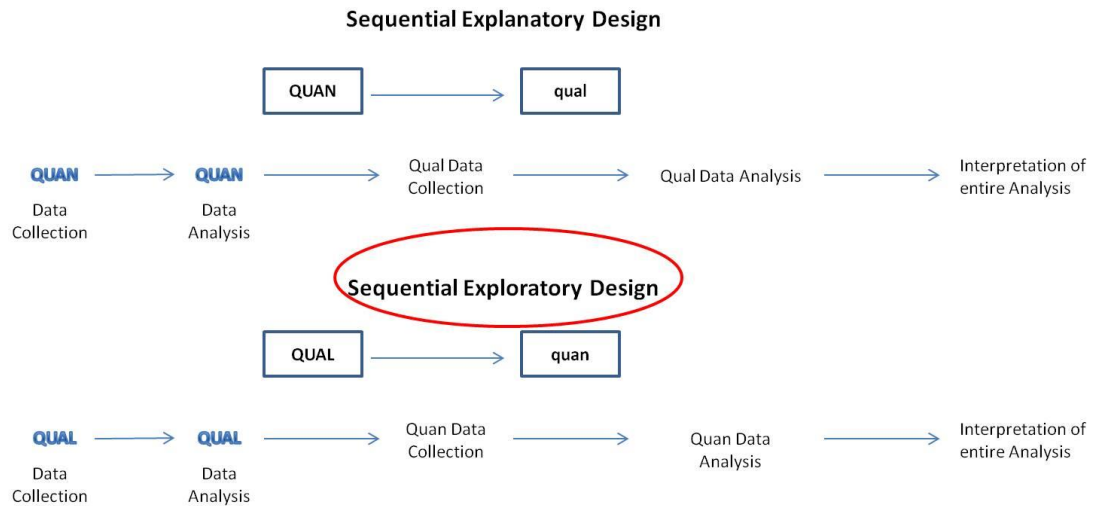 Sequential Explanatory Design
QUAN qual
QUAN QUAN Qual Data Qual Data Analysis Interpretation of
Collection entire Analysis
Data Data
Collection Analysis
Sequential Exploratory Design
QUAL quan
QUAL QUAL Quan Data Quan Data Interpretation of
Collection Analysis entire Analysis
Data Data
Collection Analysis